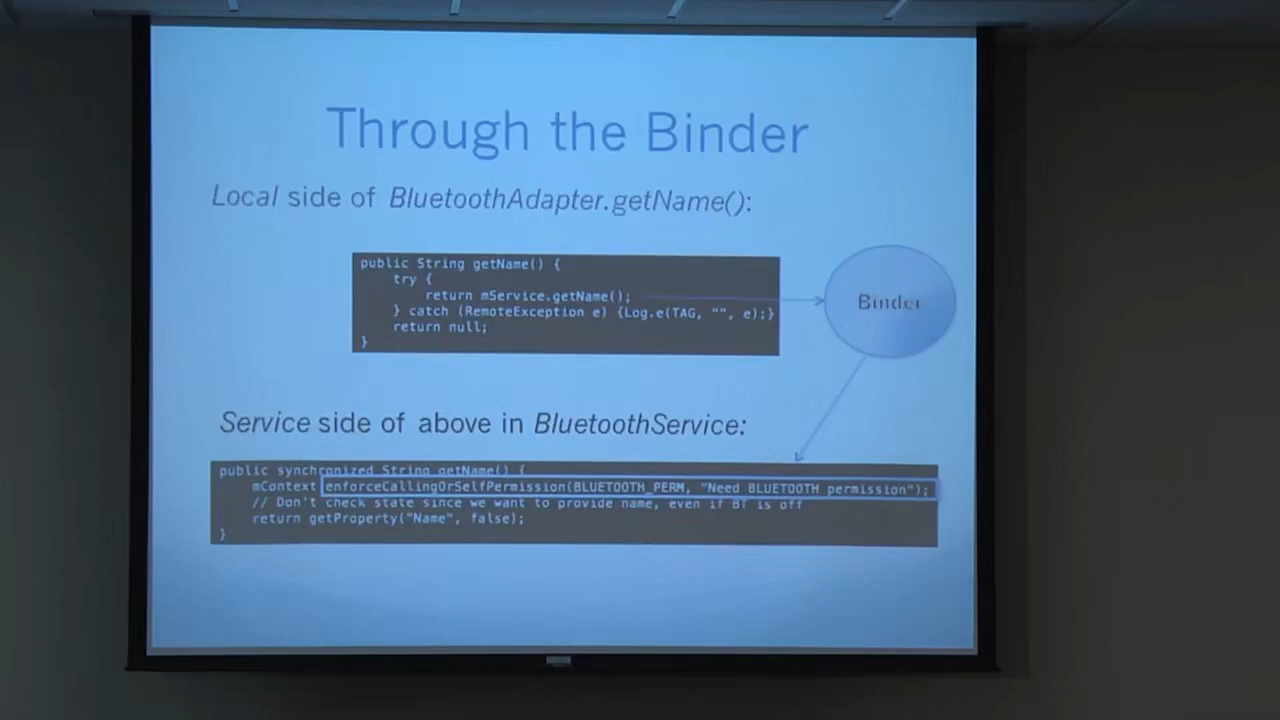 Through the Binder
Local side of BluetoothAdapter.getName():
public String getName() {
try {
return mService.getName();
} catch (RemoteException e) {Log.e(TAG, "", e);}
return null;
}
Binder
Service side of above in BluetoothService:
public synchronized String getName() {
mContext enforceCallingOrSelfPermission(BLUETOOTH_PERM, "Need BLUETOOTH permission");
// Don't check state since we want to provide name, even if BT is off
return getProperty("Name", false);
}